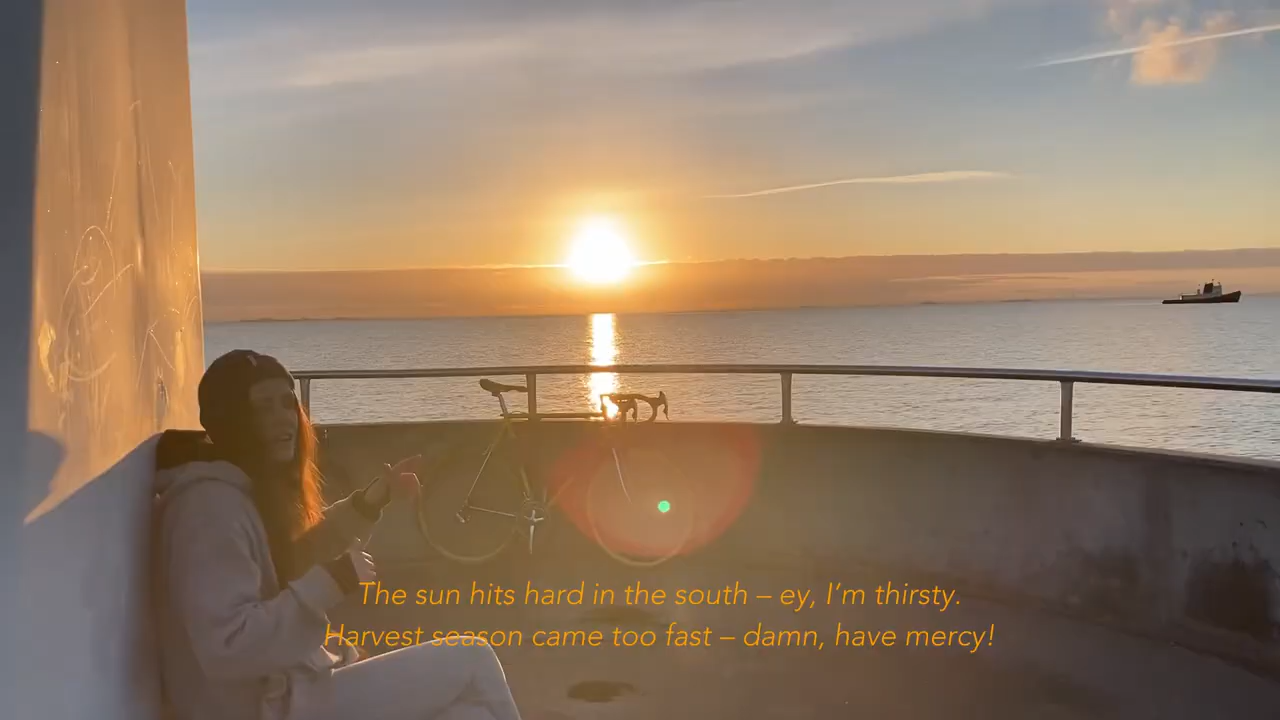 The sun hits hard in the south – ey, I’m thirsty.
Harvest season came too fast – damn, have mercy!